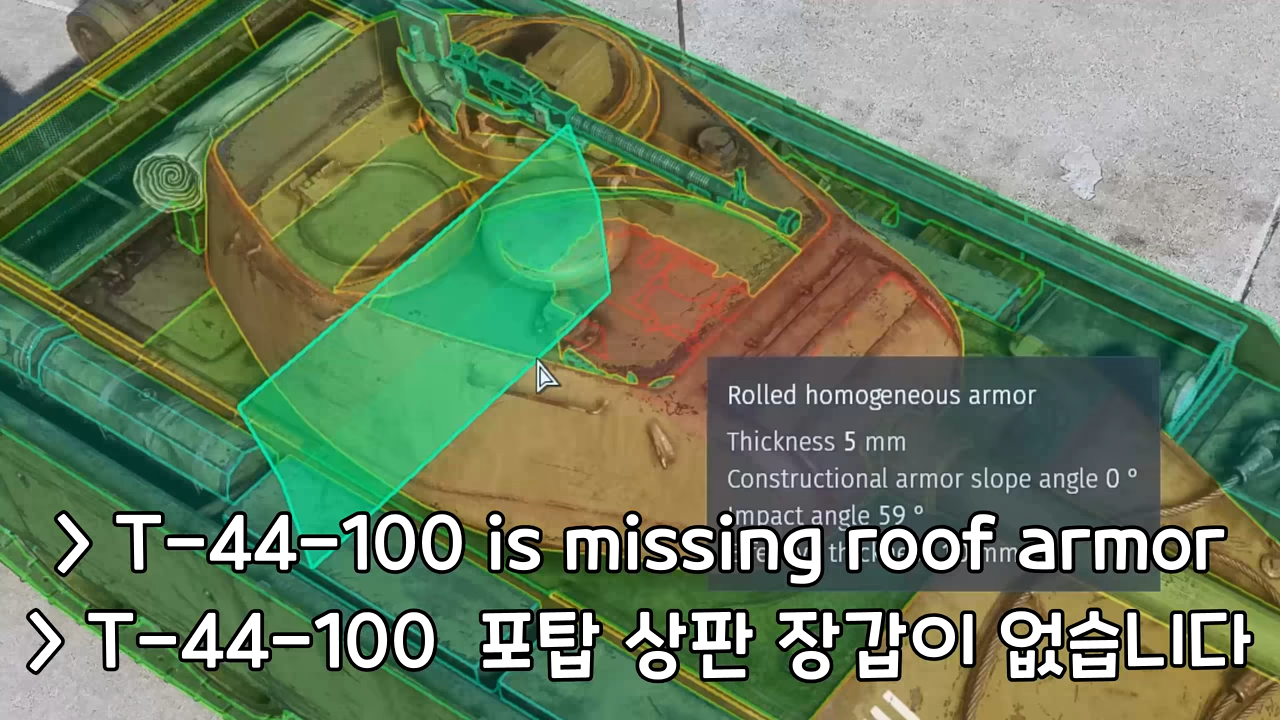 Rolled homogeneous armor
Thickness 5 mm
Constructional armor slope angle 0 °
Impact angle 59 °
> T-44-100 is missing roof armor
> T-44-100 포탑 상판 장갑이 없습니다